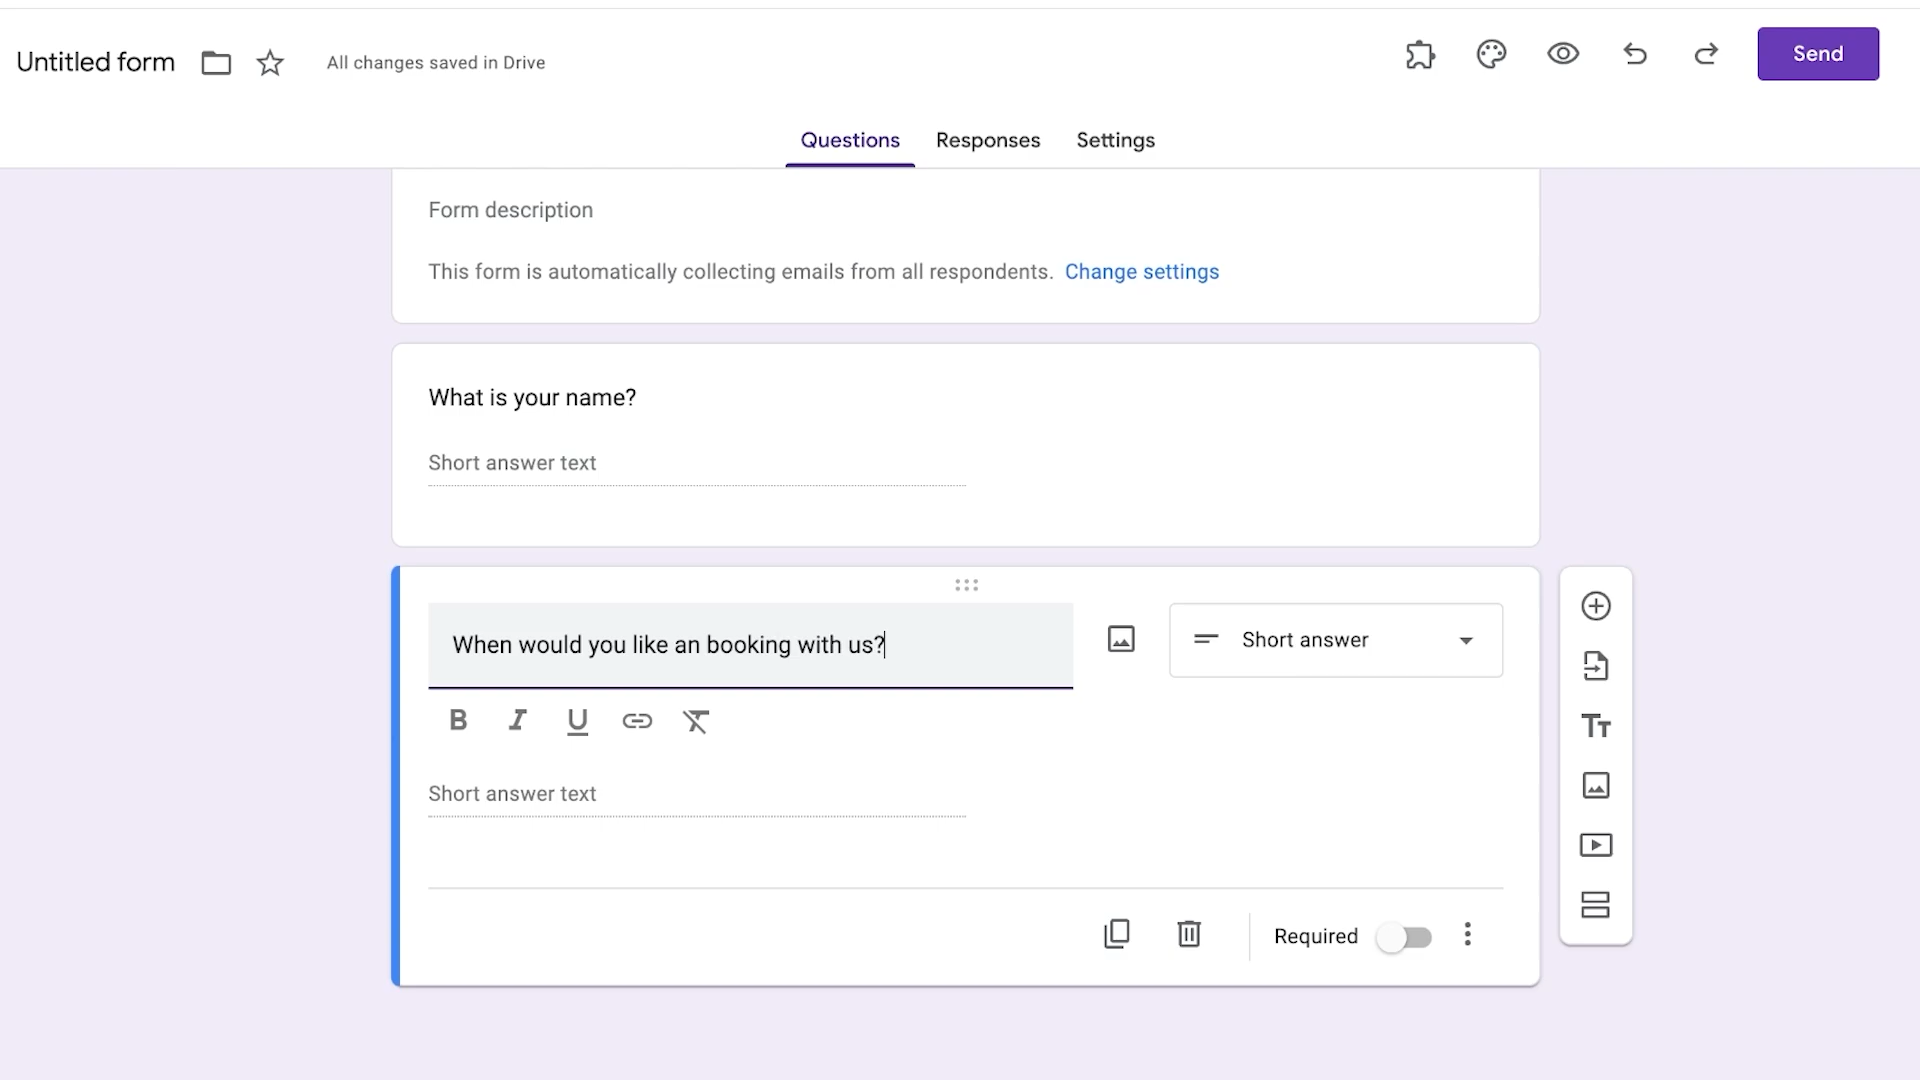 Untitled form
All changes saved in Drive
Send
Questions
Responses
Settings
Form description
This form is automatically collecting emails from all respondents. Change settings
What is your name?
Short answer text
When would you like an booking with us?
Short answer
B I U
Short answer text
Required